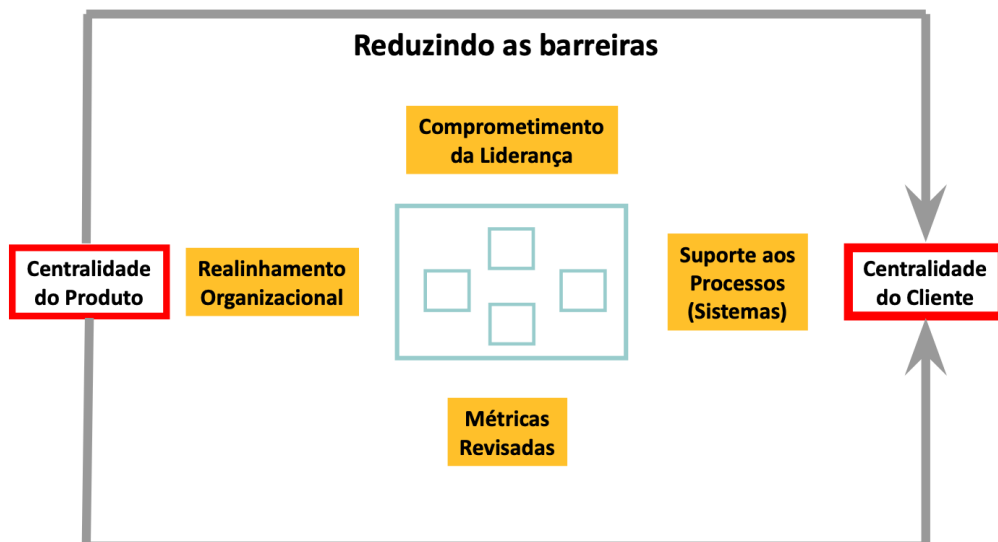 Reduzindo as barreiras
Comprometimento
da Liderança
Centralidade
do Produto
Realinhamento
Organizacional
Suporte aos
Processos
(Sistemas)
Centralidade
do Cliente
Métricas
Revisadas